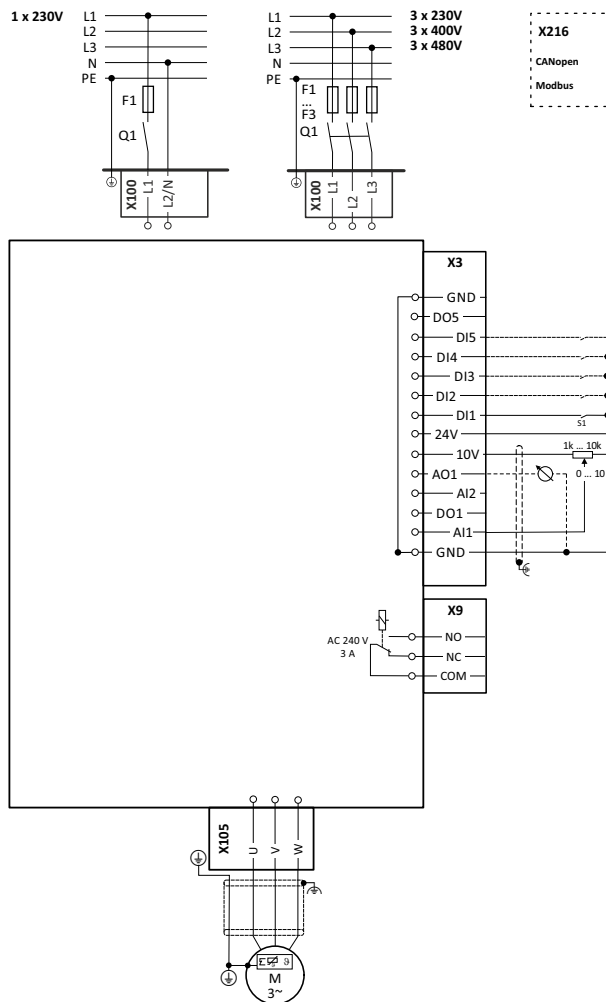 1 x 230V
L1
L2
L3
N
PE
F1
Q1
X100
L1
L2/N
L1
L2
L3
N
PE
3 x 230V
3 x 400V
3 x 480V
F1
...
F3
Q1
X100
L1
L2
L3
X216
CANopen
Modbus
X3
GND
DO5
DI5
DI4
DI3
DI2
DI1
S1
24V
10V
1k ... 10k
AO1
0 ... 10
AI2
DO1
AI1
GND
X9
AC 240 V
3 A
NO
NC
COM
X105
U
V
W
ϑ
M
3~